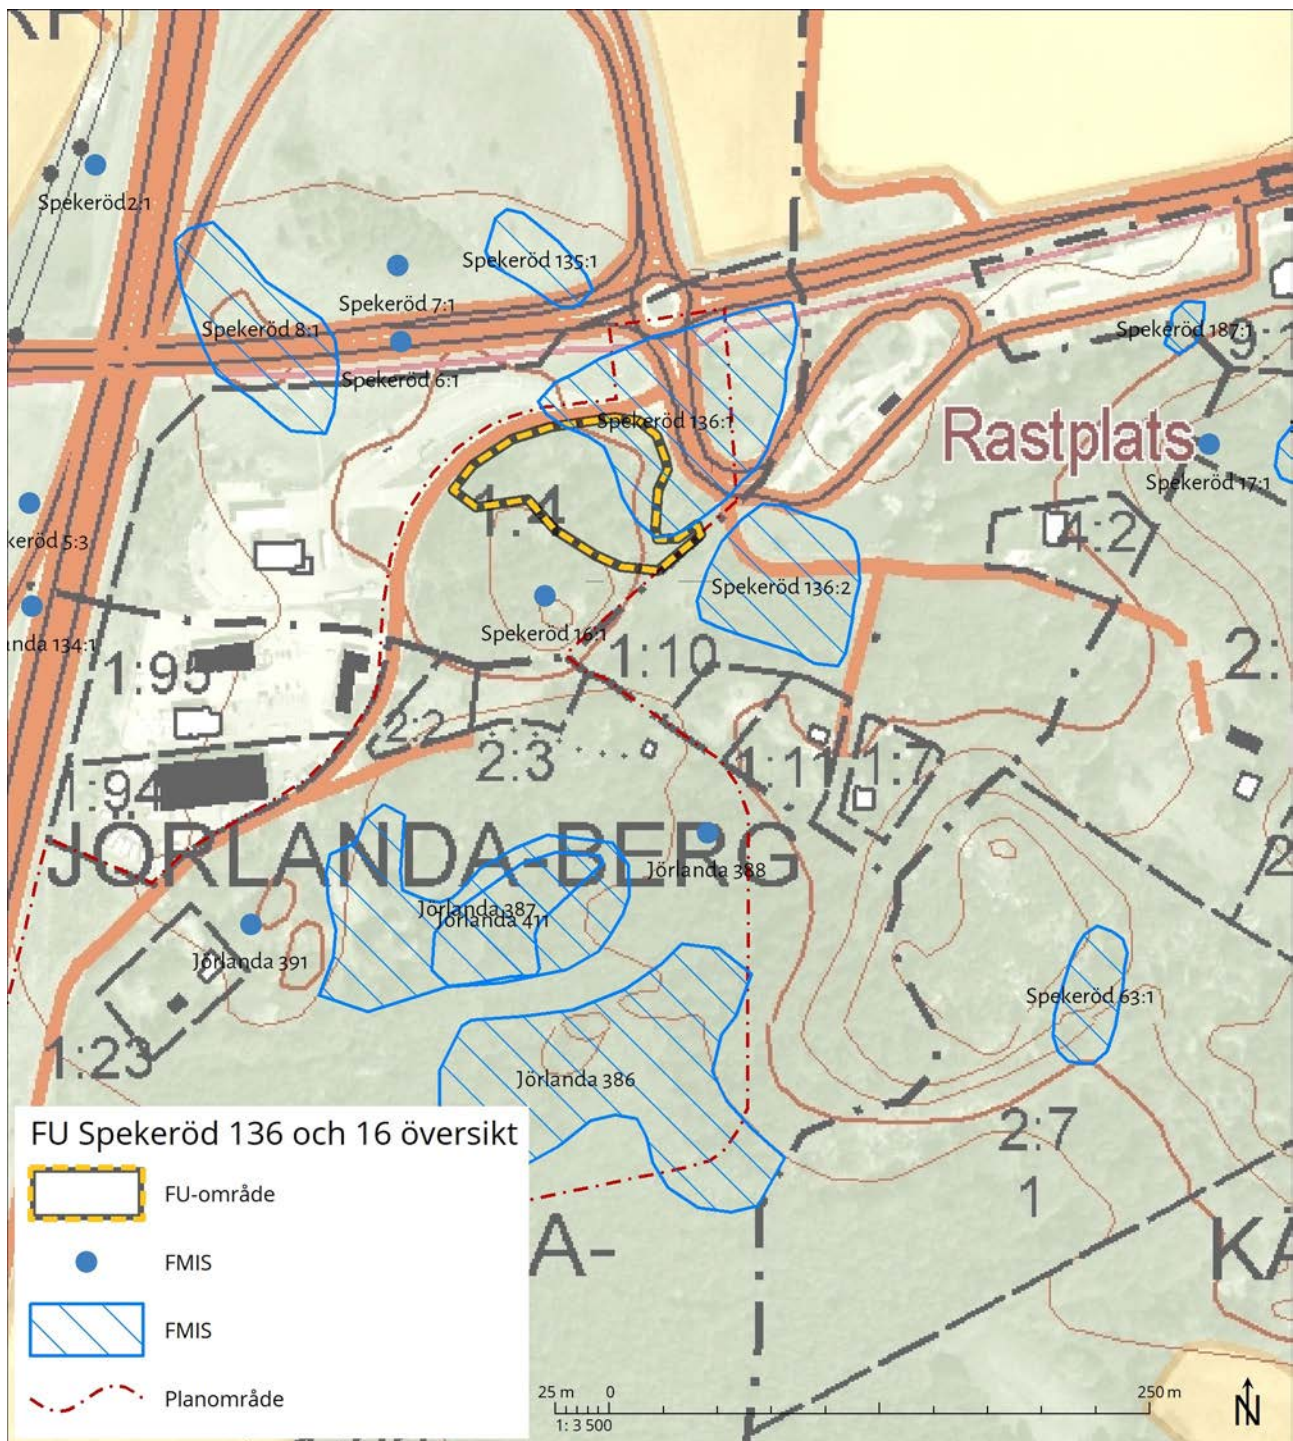 Spekeröd2:1
Spekeröd 135:1
Spekeröd 7:1
Spekeröd 8:1
Spekeröd 187:1
9:
Spekeröd 6:1
Spekeröd 136:1
Rastplats
Spekeröd 17:1
1:4
4:2
keröd 5:3
Spekeröd 136:2
Spekeröd 16:1
nda 134:1
1:10
2:
1:95
2:2
2:3
1:11
1:7
1:94
JÖRLANDA-BERG
2
Jörlanda 388
Jörlanda 387
Jörlanda 411
Jörlanda 391
Spekeröd 63:1
1:23
Jörlanda 386
2:7
1
FU Spekeröd 136 och 16 översikt
FU-område
A-
KÄ
FMIS
FMIS
Planområde
25 m 0 250 m
1: 3 500
N